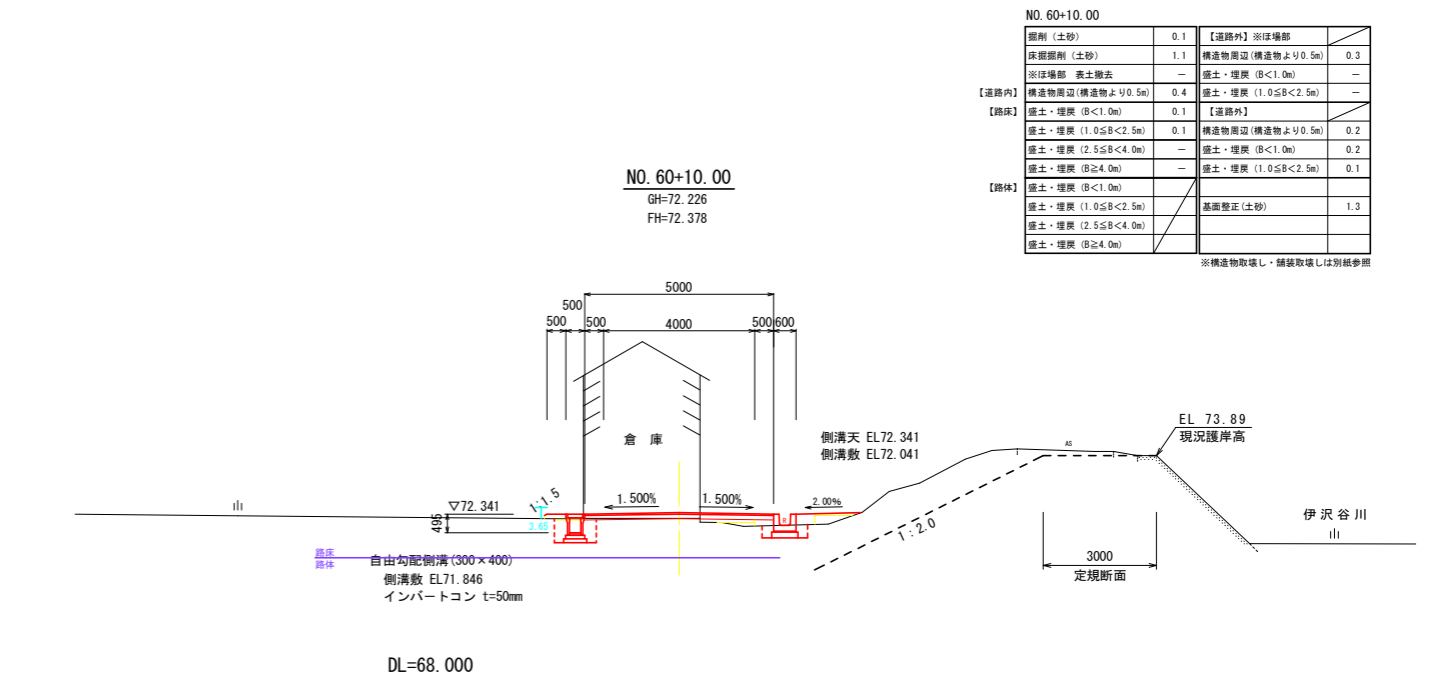 NO.60+10.00
掘削 (土砂) 0.1 【道路外】※ほ場部
床掘掘削 (土砂) 1.1 構造物周辺(構造物より0.5m) 0.3
※ほ場部 表土撤去 － 盛土・埋戻 (B<1.0m) －
【道路内】 構造物周辺(構造物より0.5m) 0.4 盛土・埋戻 (1.0≦B<2.5m) －
【路床】 盛土・埋戻 (B<1.0m) 0.1 【道路外】
盛土・埋戻 (1.0≦B<2.5m) 0.1 構造物周辺(構造物より0.5m) 0.2
盛土・埋戻 (2.5≦B<4.0m) － 盛土・埋戻 (B<1.0m) 0.2
盛土・埋戻 (B≧4.0m) － 盛土・埋戻 (1.0≦B<2.5m) 0.1
【路体】 盛土・埋戻 (B<1.0m)
盛土・埋戻 (1.0≦B<2.5m) 基面整正(土砂) 1.3
盛土・埋戻 (2.5≦B<4.0m)
盛土・埋戻 (B≧4.0m)
※構造物取壊し・舗装取壊しは別紙参照
NO.60+10.00
GH=72.226
FH=72.378
5000
500
500 500 4000 500 600
倉庫
側溝天 EL72.341
側溝敷 EL72.041
EL 73.89
現況護岸高
AS
1:1.5
1.500% 1.500%
2.00%
▽72.341
495
3.65
R
1:2.0
伊沢谷川
3000
定規断面
路床
路体
自由勾配側溝(300×400)
側溝敷 EL71.846
インバートコン t=50mm
DL=68.000